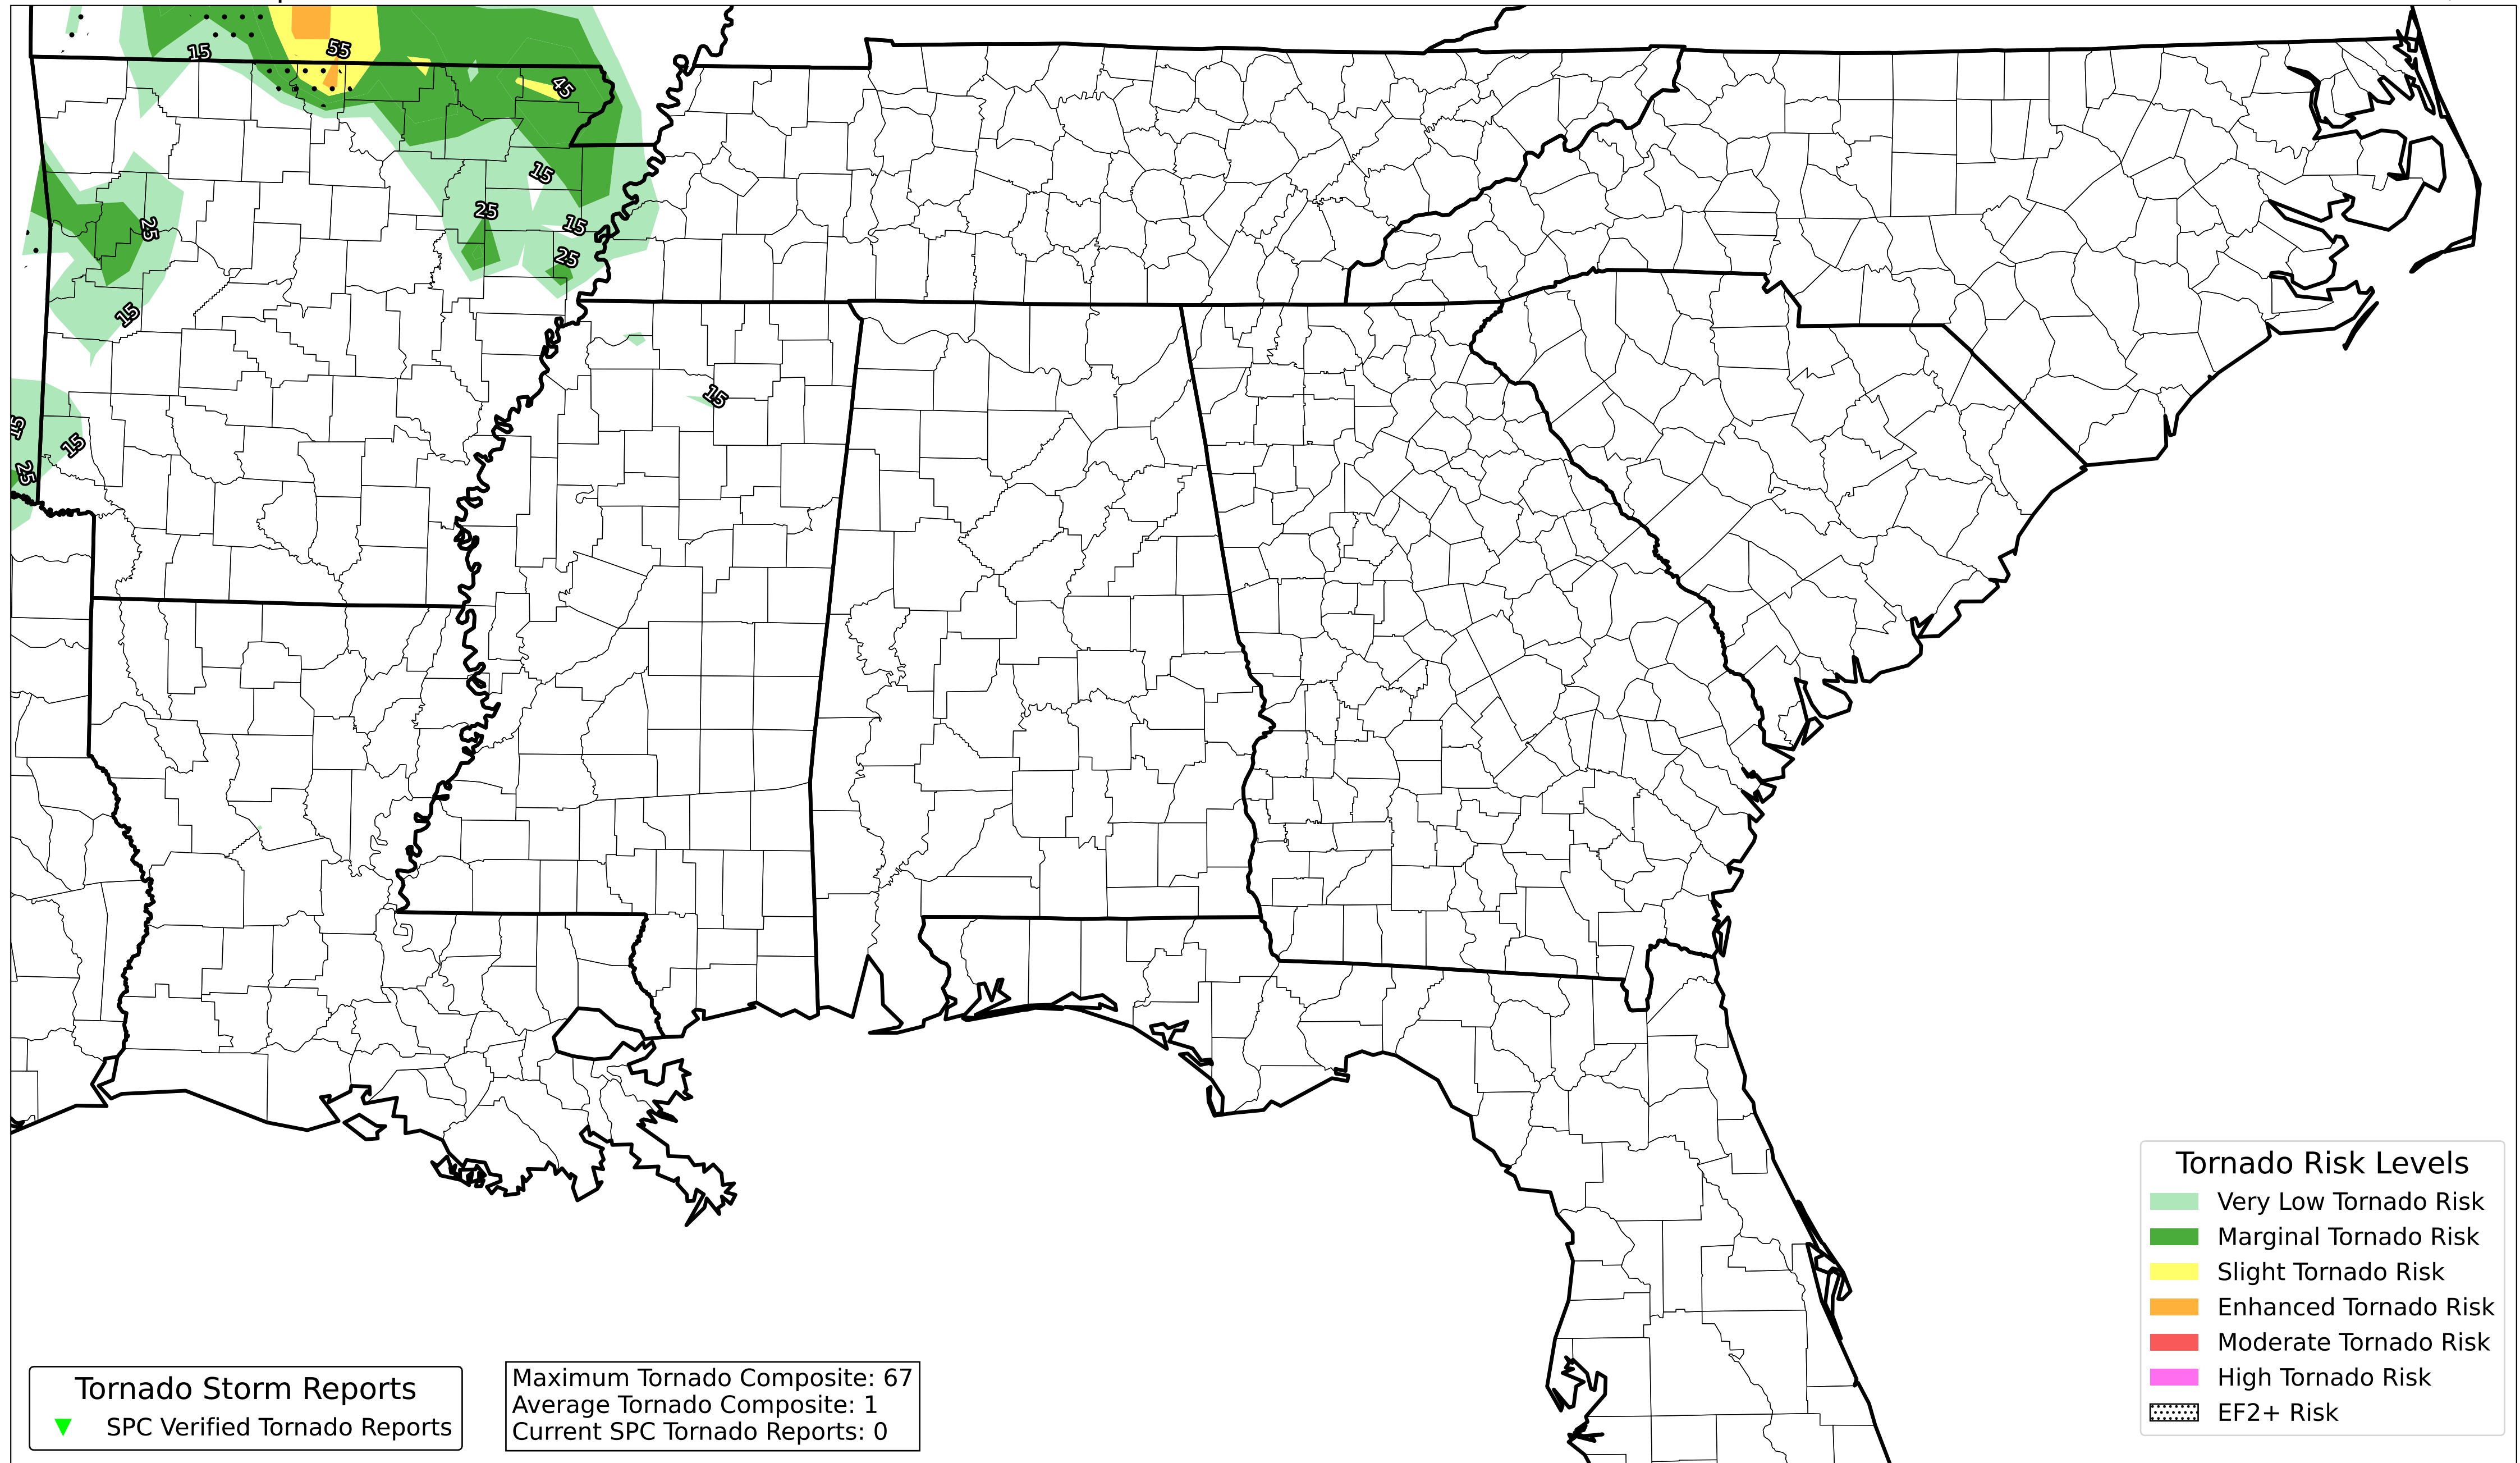 15
55
45
15
25
25
15
25
15
15
15
15
25
Tornado Risk Levels
Very Low Tornado Risk
Marginal Tornado Risk
Slight Tornado Risk
Enhanced Tornado Risk
Moderate Tornado Risk
High Tornado Risk
EF2+ Risk
Tornado Storm Reports
SPC Verified Tornado Reports
Maximum Tornado Composite: 67
Average Tornado Composite: 1
Current SPC Tornado Reports: 0